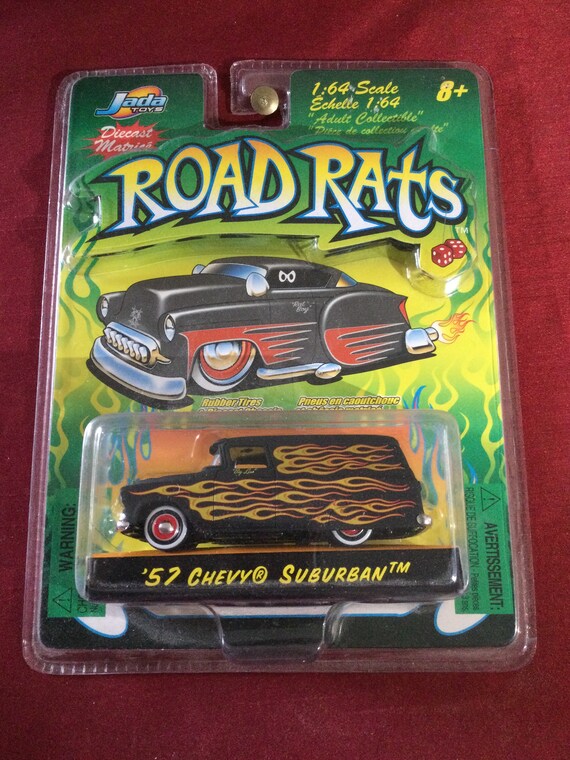 Jada
TOYS
Diecast
1:64 Scale
Echelle 1:64
"Adult Collectible"
8+
ROAD RATS
TM
Rubber Tires
Pneus en caoutchouc
'57 CHEVY® SUBURBAN™
WARNING:
AVERTISSEMENT: